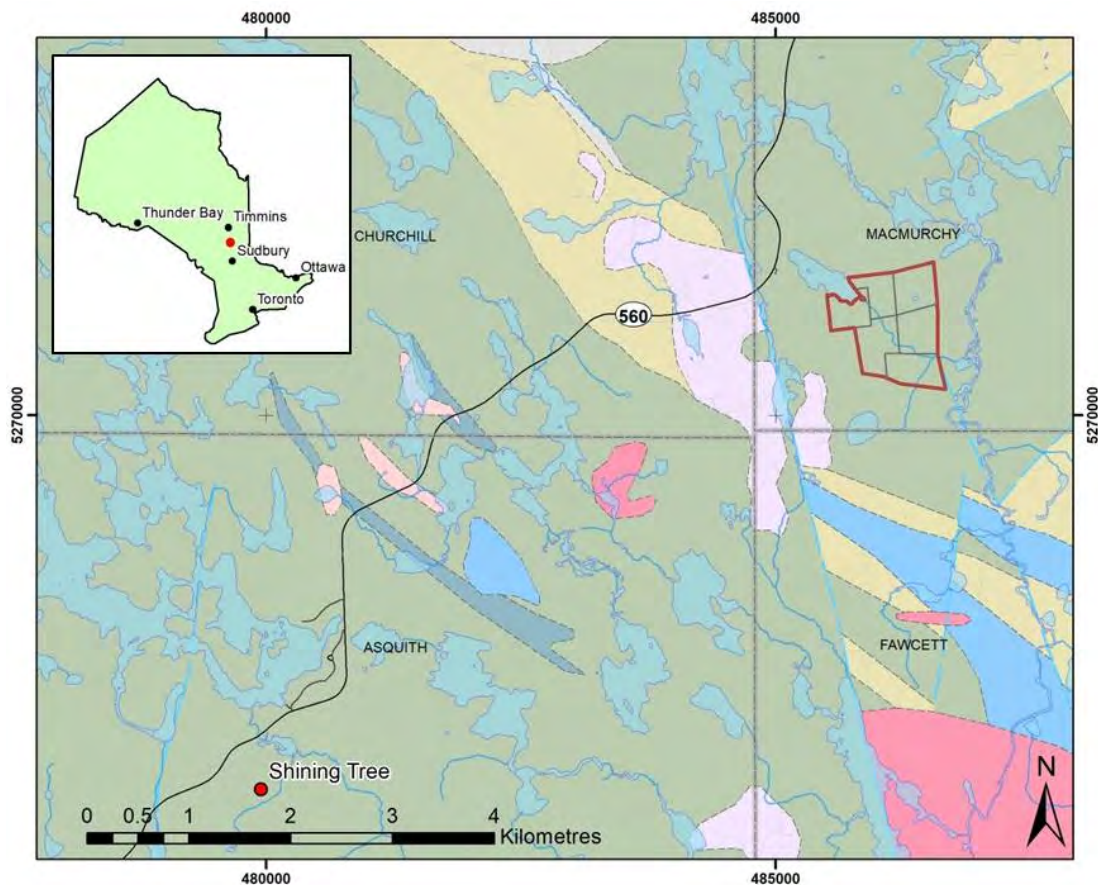 480000
485000
Thunder Bay
Timmins
Sudbury
Ottawa
Toronto
CHURCHILL
MACMURCHY
560
5270000
5270000
ASQUITH
FAWCETT
Shining Tree
N
0 0.5 1 2 3 4
Kilometres
480000
485000